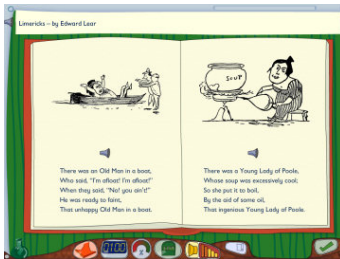 Limericks – by Edward Lear
SOUP
There was an Old Man in a boat,
Who said, "I'm afloat! I'm afloat!"
When they said, "No! you ain't!"
He was ready to faint,
That unhappy Old Man in a boat.
There was a Young Lady of Poole,
Whose soup was excessively cool;
So she put it to boil,
By the aid of some oil,
That ingenious Young Lady of Poole.